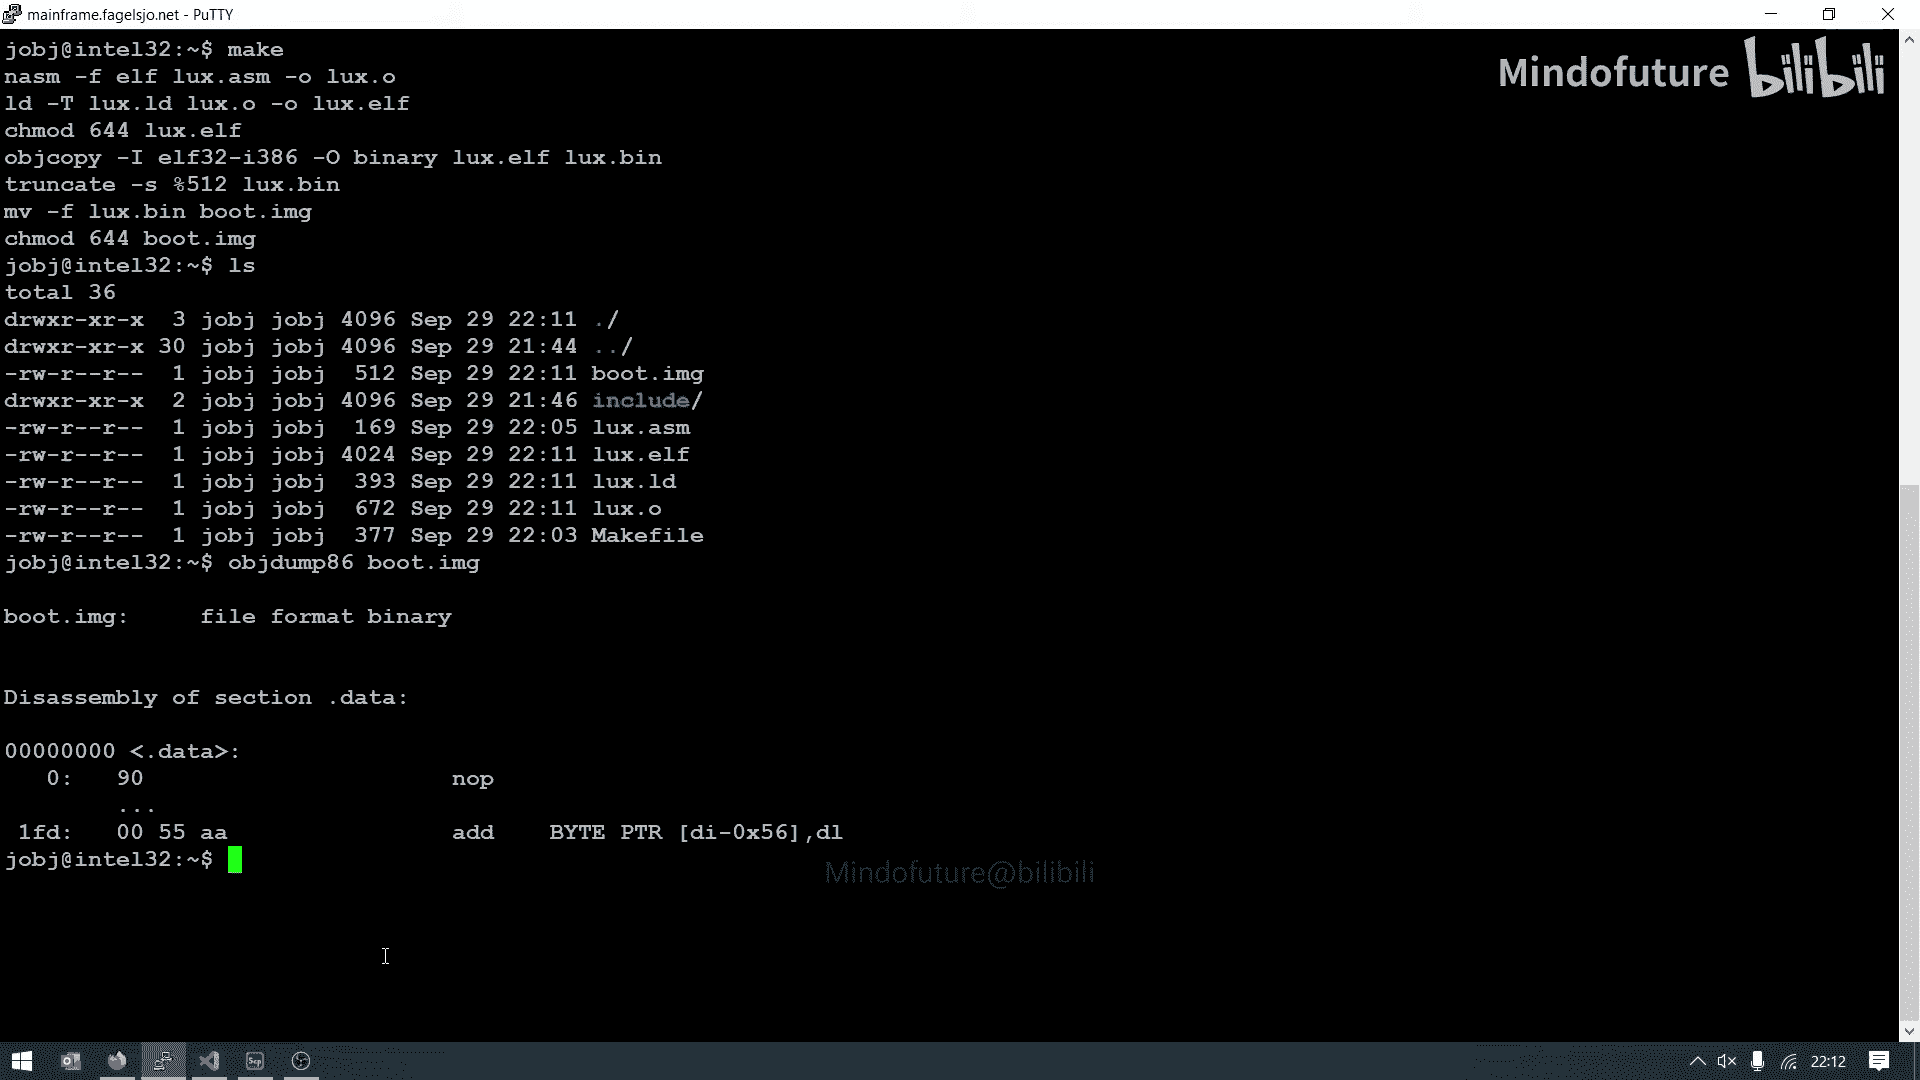 mainframe.fagelsjo.net - PuTTY
jobj@intel32:~$ make
nasm -f elf lux.asm -o lux.o
ld -T lux.ld lux.o -o lux.elf
chmod 644 lux.elf
objcopy -I elf32-i386 -O binary lux.elf lux.bin
truncate -s %512 lux.bin
mv -f lux.bin boot.img
chmod 644 boot.img
jobj@intel32:~$ ls
total 36
drwxr-xr-x  3 jobj jobj 4096 Sep 29 22:11 ./
drwxr-xr-x 30 jobj jobj 4096 Sep 29 21:44 ../
-rw-r--r--  1 jobj jobj  512 Sep 29 22:11 boot.img
drwxr-xr-x  2 jobj jobj 4096 Sep 29 21:46 include/
-rw-r--r--  1 jobj jobj  169 Sep 29 22:05 lux.asm
-rw-r--r--  1 jobj jobj 4024 Sep 29 22:11 lux.elf
-rw-r--r--  1 jobj jobj  393 Sep 29 22:11 lux.ld
-rw-r--r--  1 jobj jobj  672 Sep 29 22:11 lux.o
-rw-r--r--  1 jobj jobj  377 Sep 29 22:03 Makefile
jobj@intel32:~$ objdump86 boot.img
boot.img:     file format binary
Disassembly of section .data:
00000000 <.data>:
   0:   90                      nop
        ...
 1fd:   00 55 aa                add    BYTE PTR [di-0x56],dl
jobj@intel32:~$
Mindofuture bilibili
Mindofuture@bilibili
Scp
22:12